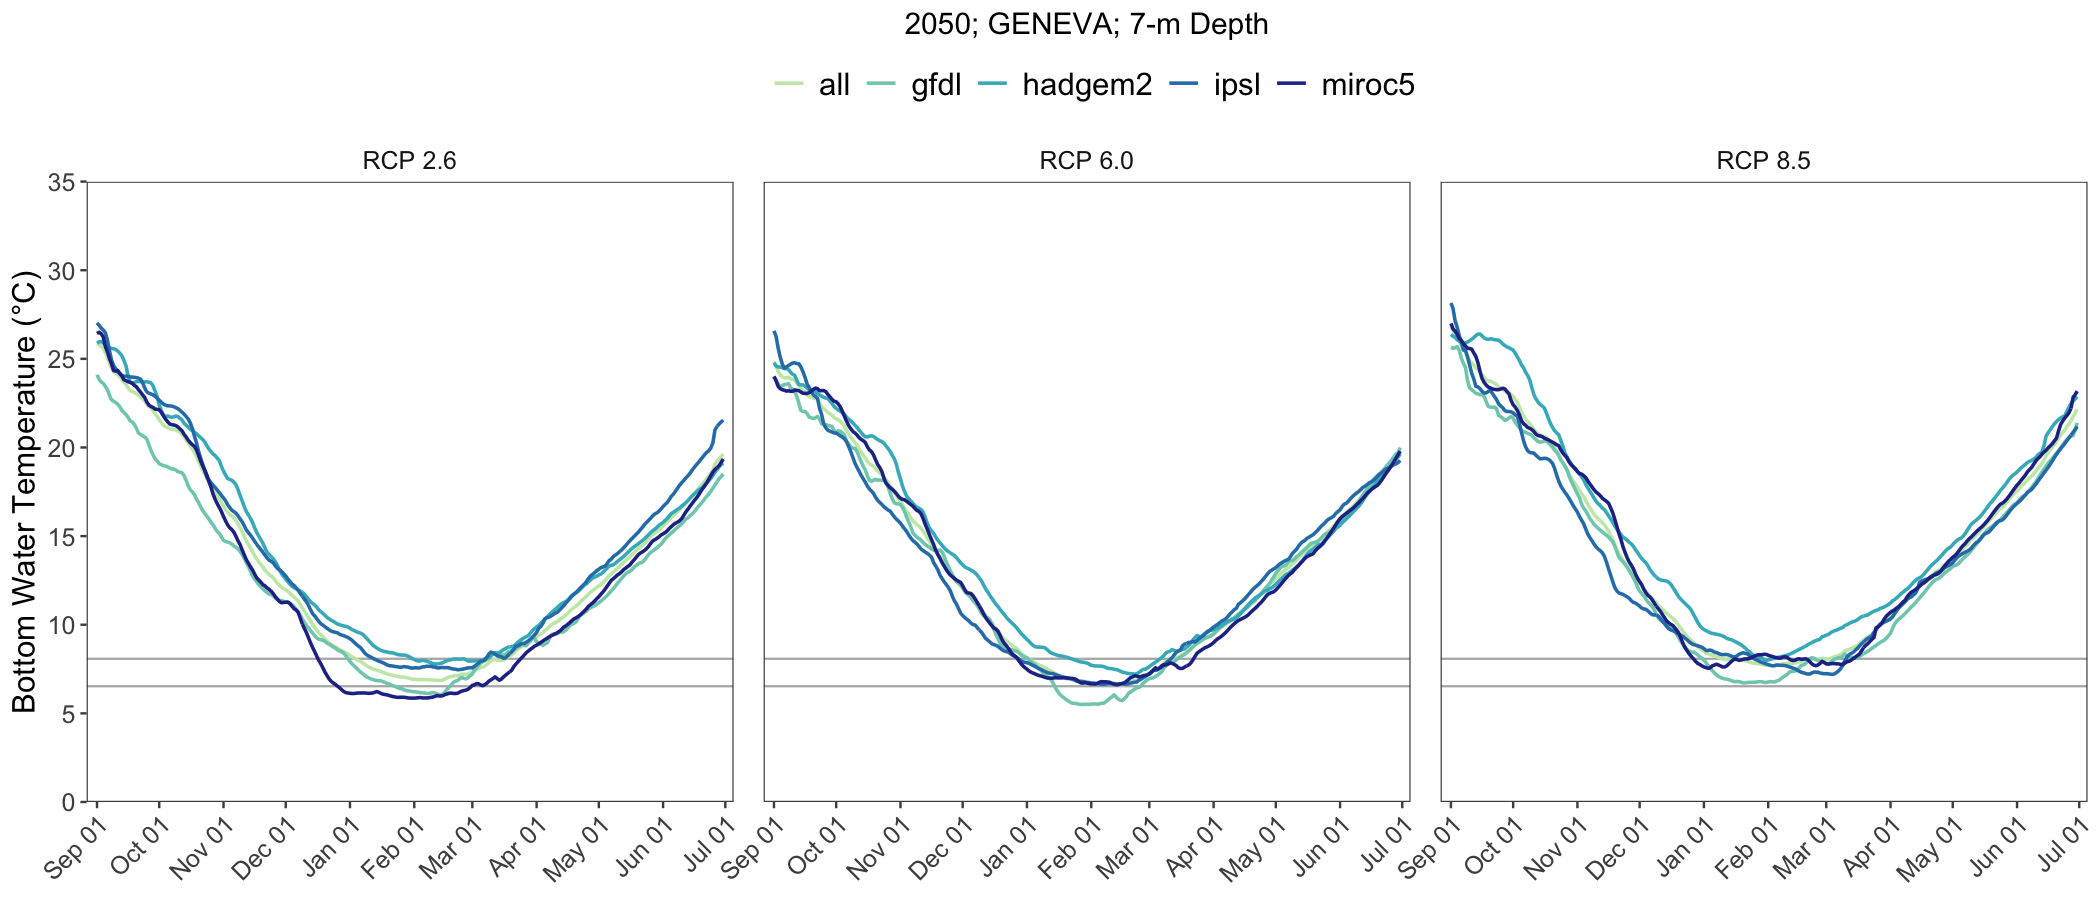 2050; GENEVA; 7-m Depth
all gfdl hadgem2 ipsl miroc5
RCP 2.6 RCP 6.0 RCP 8.5
Bottom Water Temperature (°C)
35
30
25
20
15
10
5
0
Sep 01 Oct 01 Nov 01 Dec 01 Jan 01 Feb 01 Mar 01 Apr 01 May 01 Jun 01 Jul 01
Sep 01 Oct 01 Nov 01 Dec 01 Jan 01 Feb 01 Mar 01 Apr 01 May 01 Jun 01 Jul 01
Sep 01 Oct 01 Nov 01 Dec 01 Jan 01 Feb 01 Mar 01 Apr 01 May 01 Jun 01 Jul 01